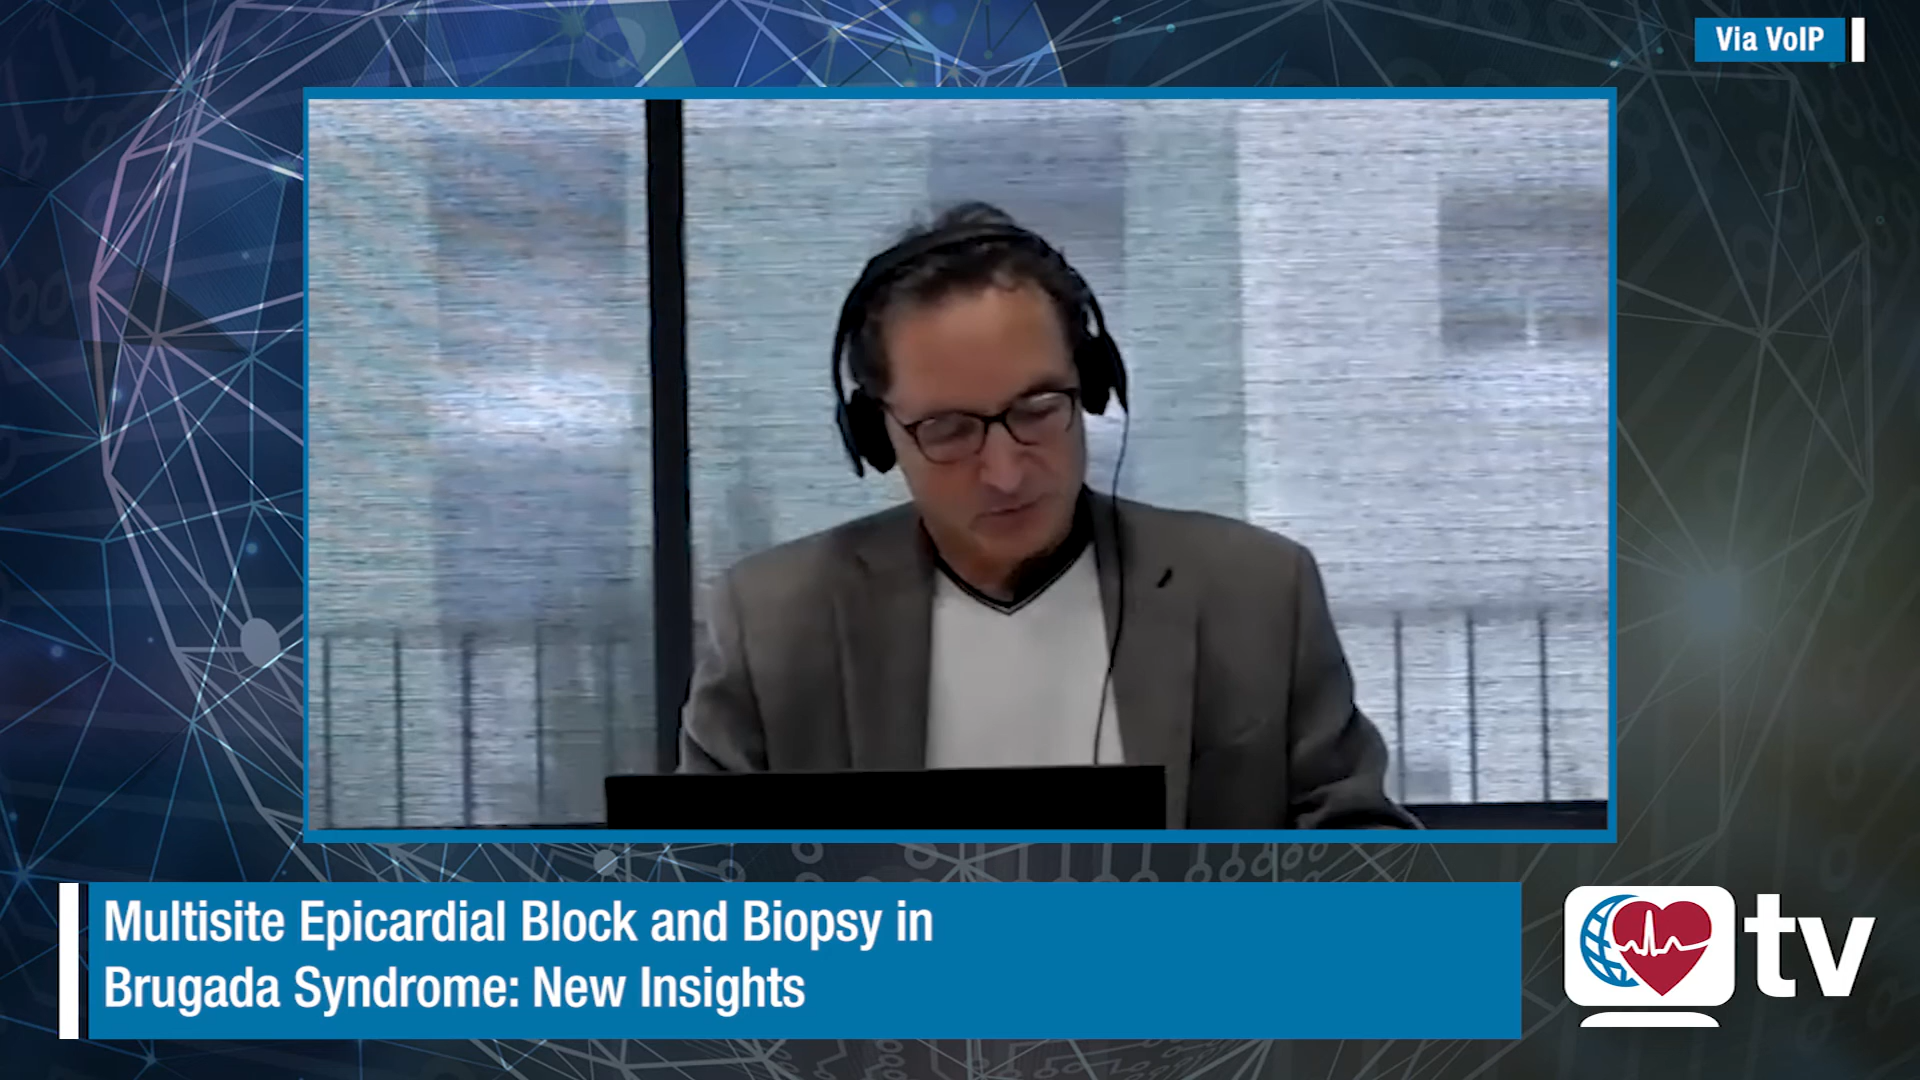 Via VoIP
Multisite Epicardial Block and Biopsy in
Brugada Syndrome: New Insights
tv